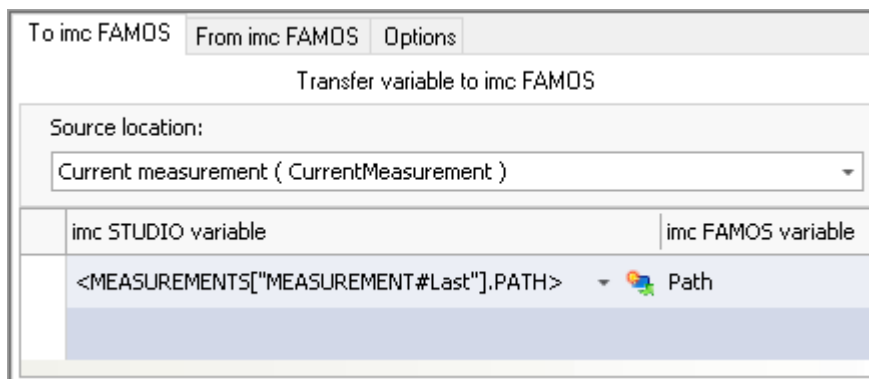 To imc FAMOS From imc FAMOS Options
Transfer variable to imc FAMOS
Source location:
Current measurement ( CurrentMeasurement )
imc STUDIO variable imc FAMOS variable
<MEASUREMENTS["MEASUREMENT#Last"].PATH> Path